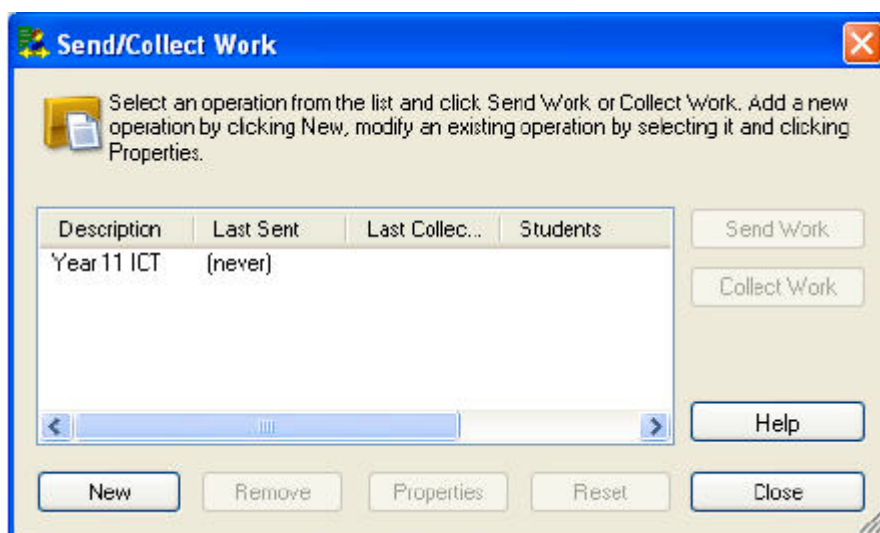 Send/Collect Work
Select an operation from the list and click Send Work or Collect Work. Add a new
operation by clicking New, modify an existing operation by selecting it and clicking
Properties.
Description Last Sent Last Collec... Students
Send Work
Year 11 ICT (never)
Collect Work
Help
New Remove Properties Reset Close